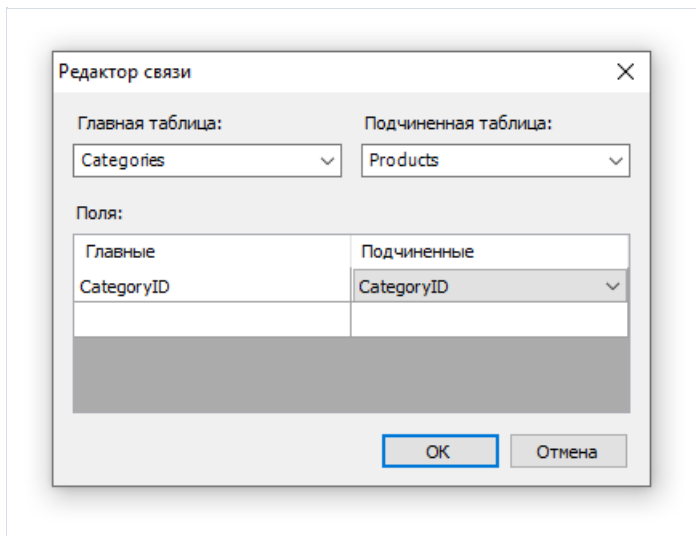 Редактор связи
Главная таблица: Подчиненная таблица:
Categories Products
Поля:
Главные Подчиненные
CategoryID CategoryID
OK Отмена